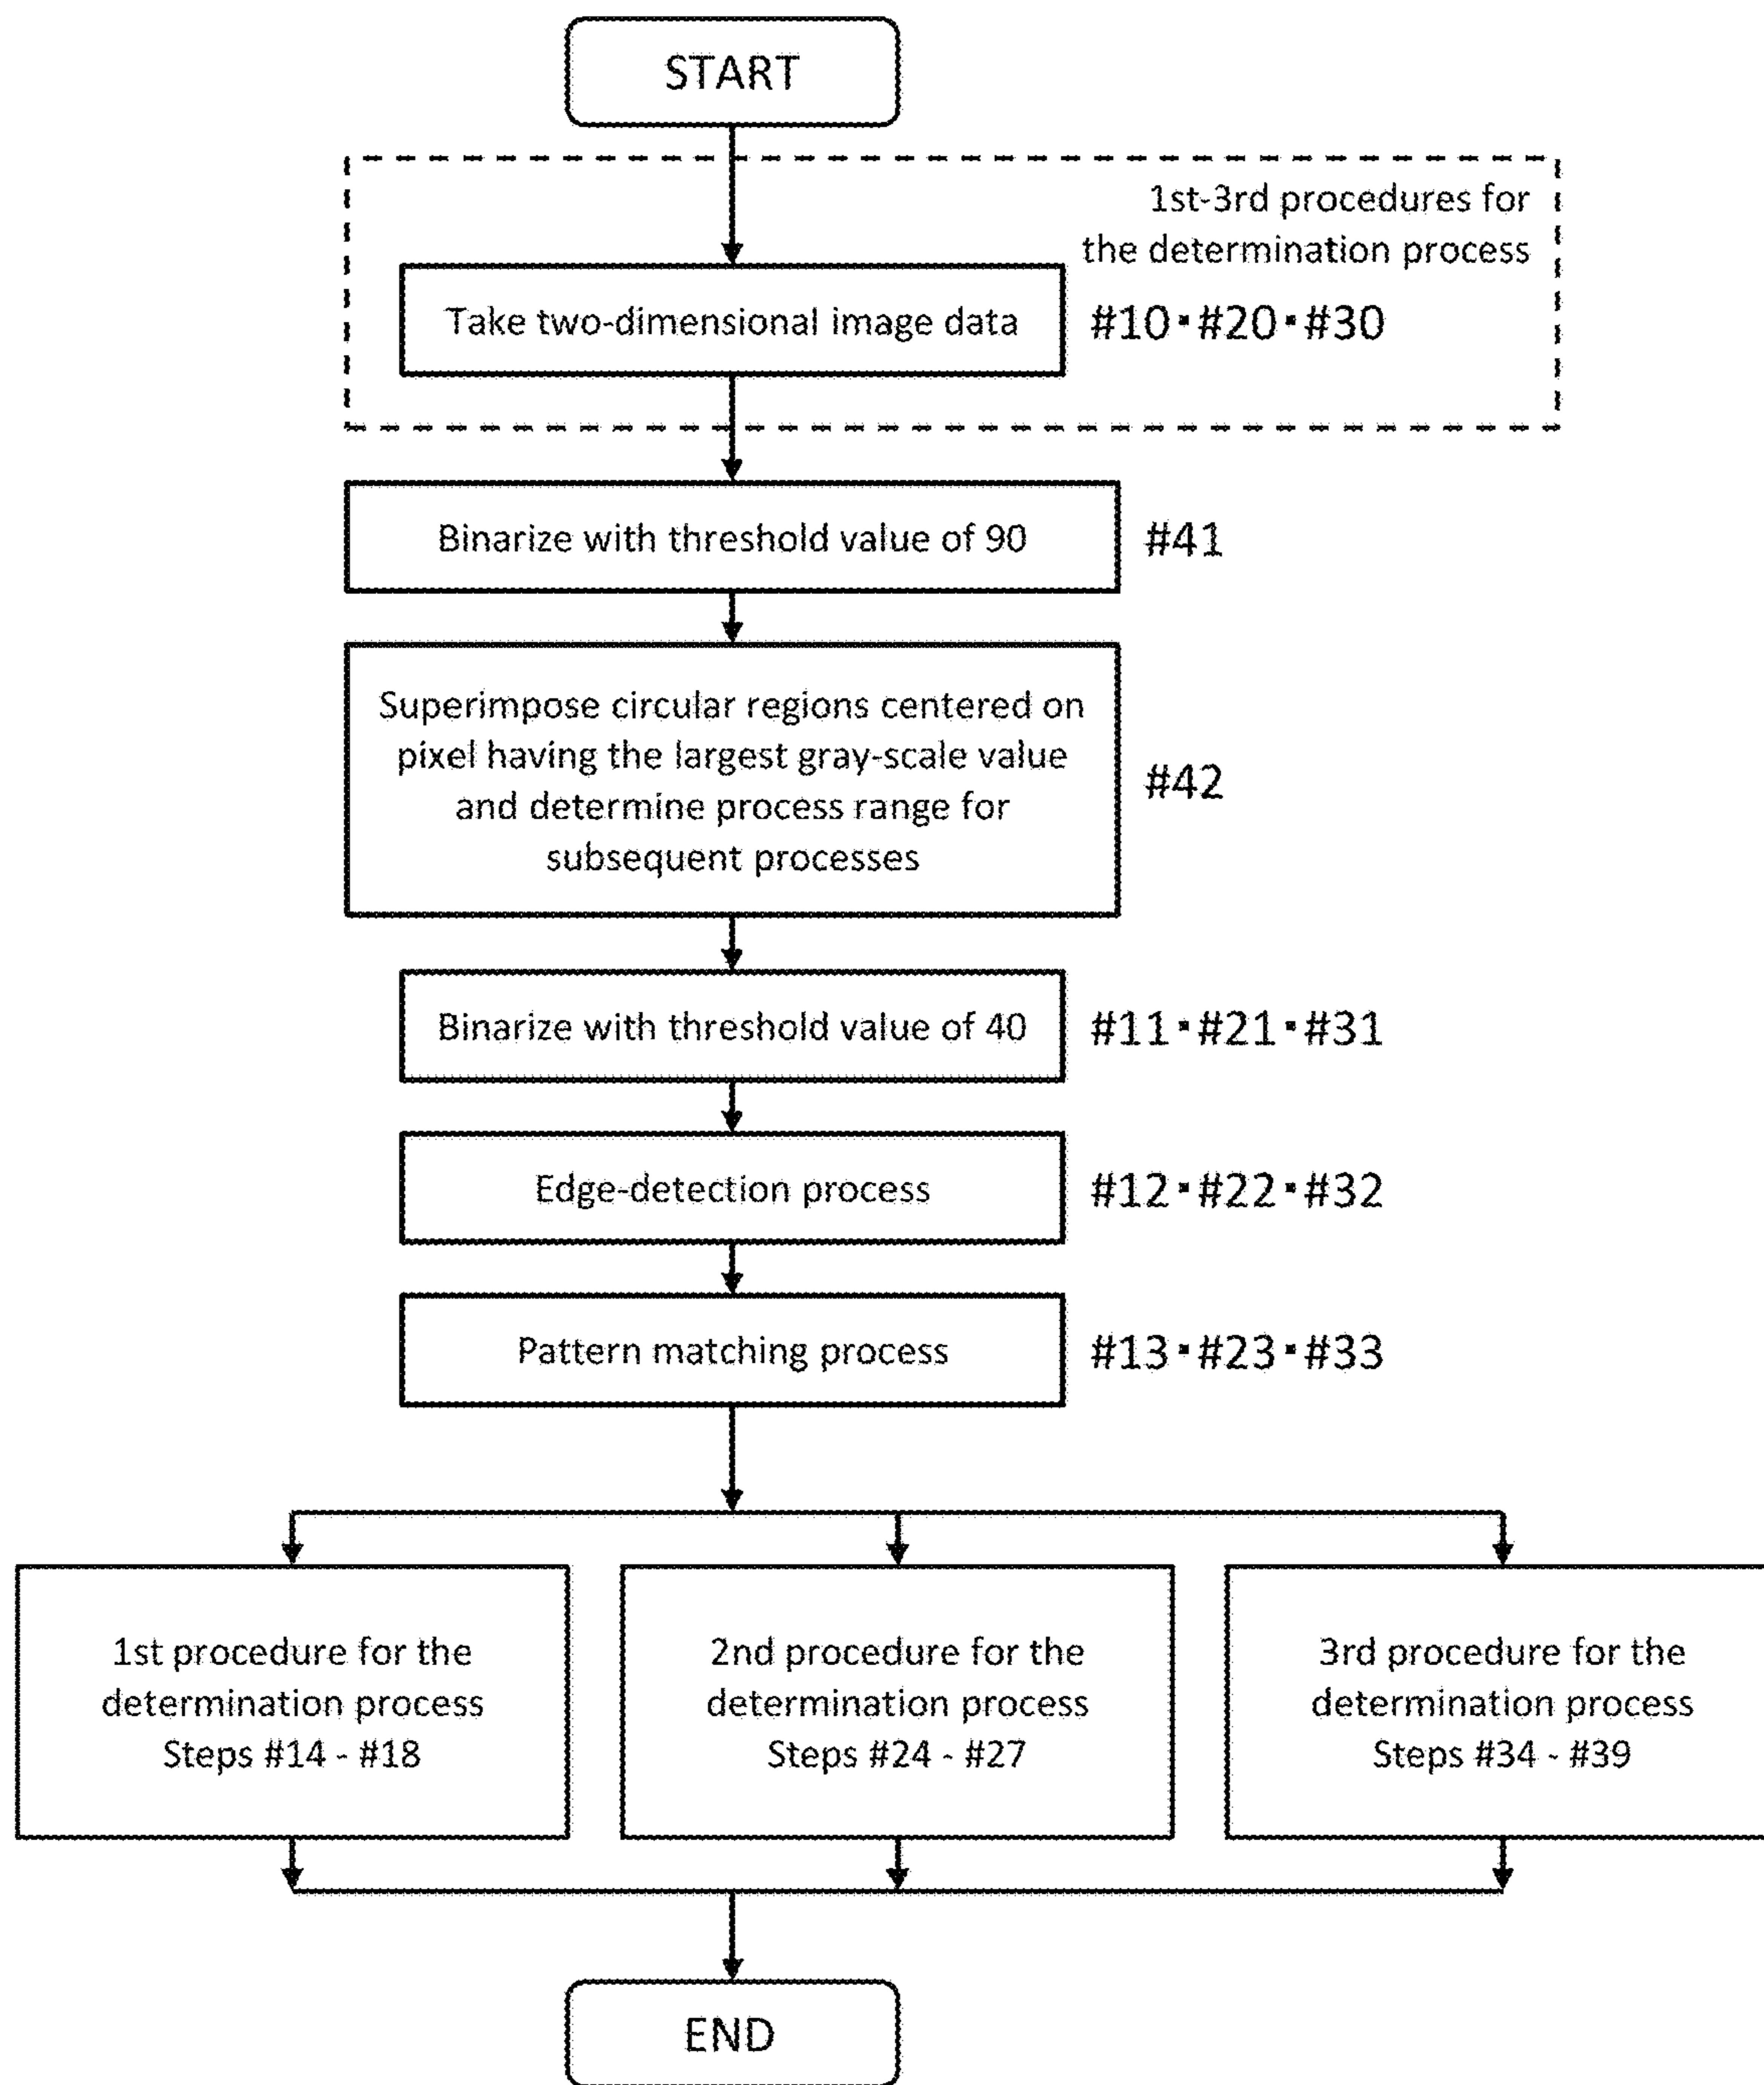 START
1st-3rd procedures for
the determination process
Take two-dimensional image data
#10・#20・#30
Binarize with threshold value of 90
#41
Superimpose circular regions centered on
pixel having the largest gray-scale value
and determine process range for
subsequent processes
#42
Binarize with threshold value of 40
#11・#21・#31
Edge-detection process
#12・#22・#32
Pattern matching process
#13・#23・#33
1st procedure for the
determination process
Steps #14 - #18
2nd procedure for the
determination process
Steps #24 - #27
3rd procedure for the
determination process
Steps #34 - #39
END